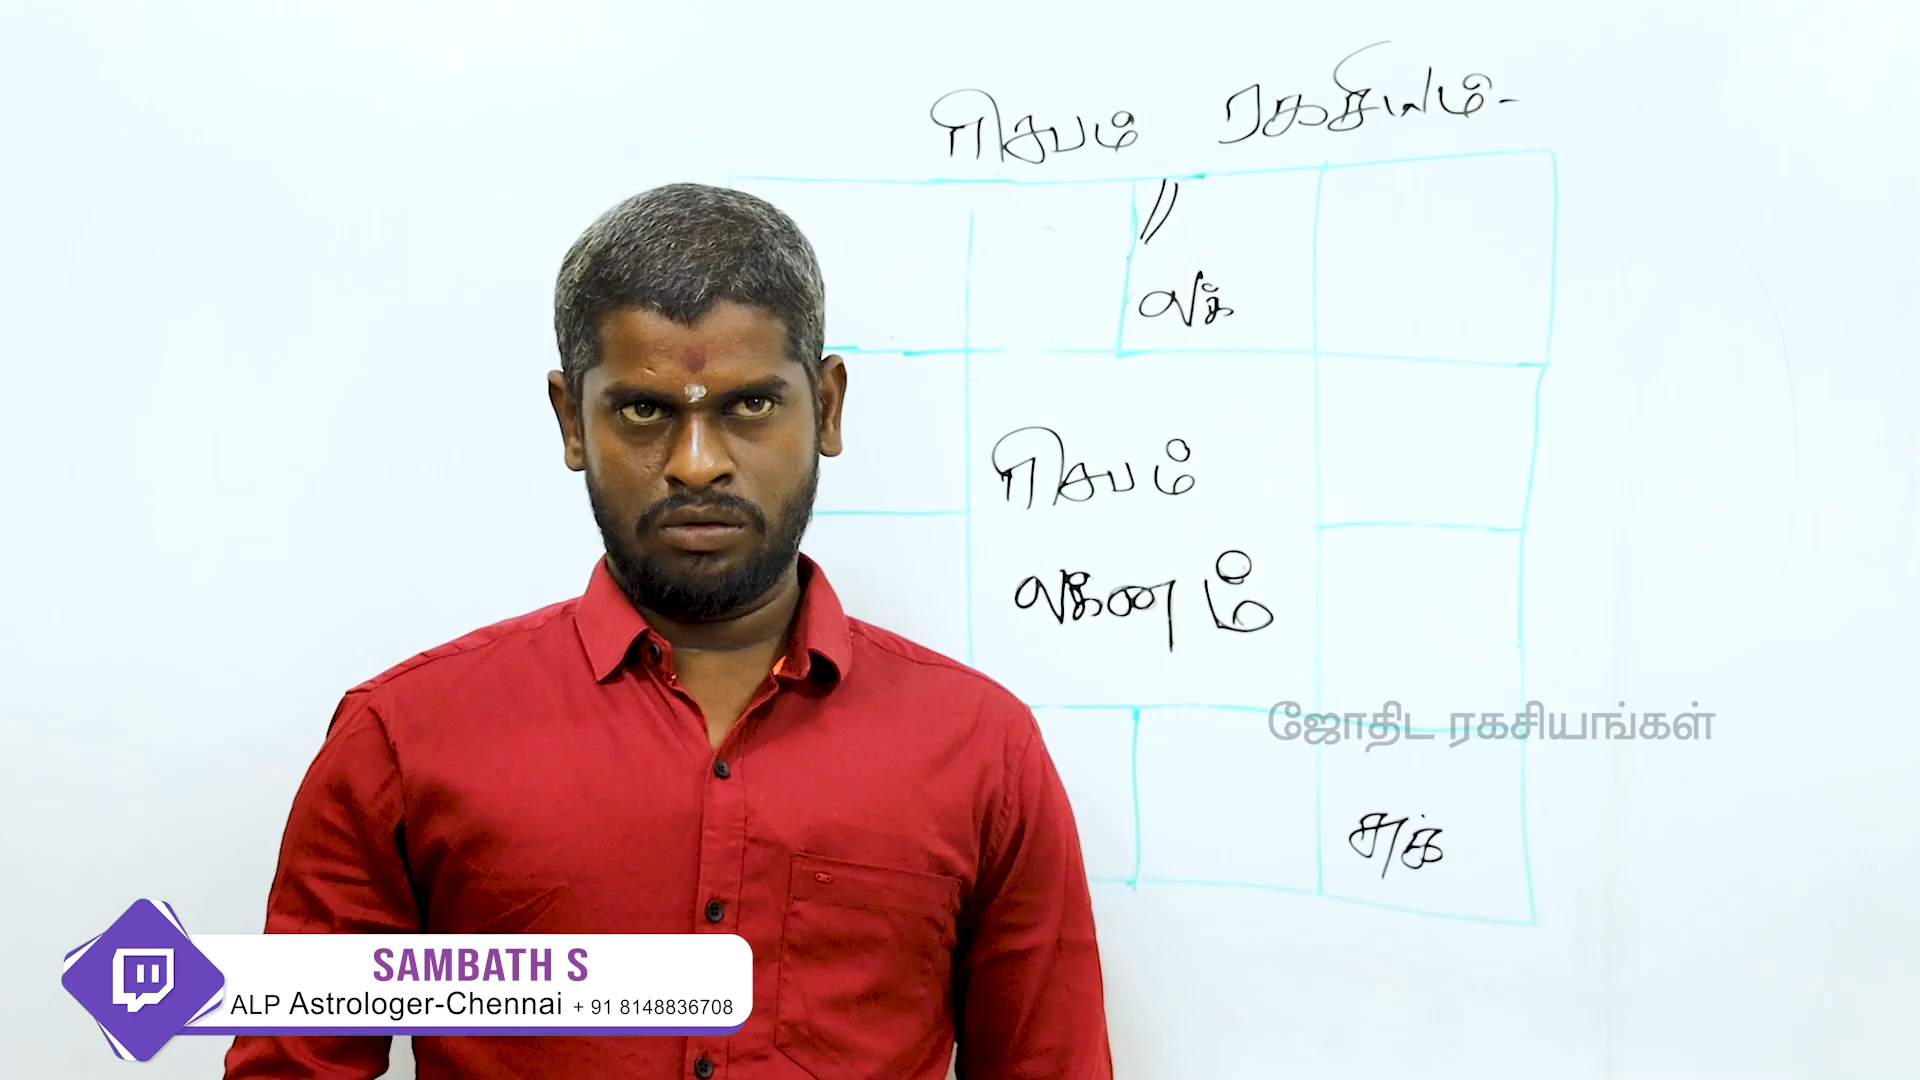 ரிசபம் ரகசியம்-
லக்
ரிசபம்
லக்னம்
ஜோதிட ரகசியங்கள்
சுக்
SAMBATH S
ALP Astrologer-Chennai + 91 8148836708